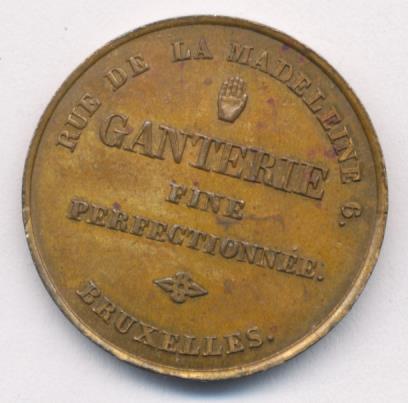 RUE DE LA MADELEINE 6.
GANTERIE
FINE
PERFECTIONNÉE.
BRUXELLES.